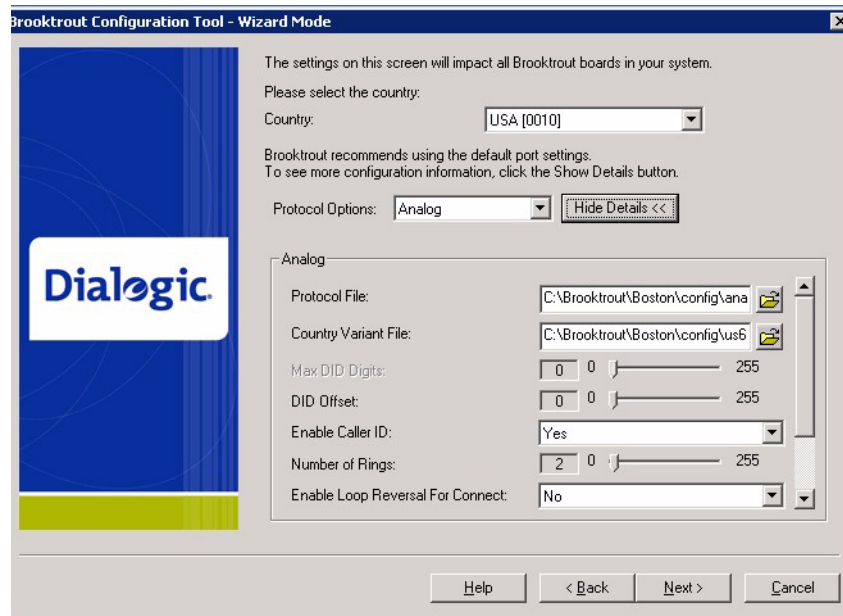 Brooktrout Configuration Tool - Wizard Mode
The settings on this screen will impact all Brooktrout boards in your system.
Please select the country:
Country: USA [0010]
Brooktrout recommends using the default port settings.
To see more configuration information, click the Show Details button.
Protocol Options: Analog Hide Details <<
Dialogic.
Analog
Protocol File: C:\Brooktrout\Boston\config\ana
Country Variant File: C:\Brooktrout\Boston\config\us6
Max DID Digits: 0 0 255
DID Offset: 0 0 255
Enable Caller ID: Yes
Number of Rings: 2 0 255
Enable Loop Reversal For Connect: No
Help < Back Next > Cancel